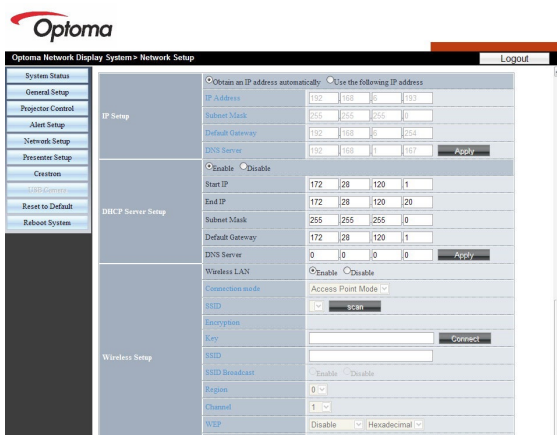 Optoma
Optoma Network Display System > Network Setup Logout
System Status
General Setup
Projector Control
Alert Setup
Network Setup
Presenter Setup
Crestron
Reset to Default
Reboot System
IP Setup
Obtain an IP address automatically Use the following IP address
IP Address 192 .168 .6 .193
Subnet Mask 255 .255 .255 .0
Default Gateway 192 .168 .6 .254
DNS Server 192 .168 .1 .167 Apply
DHCP Server Setup
Enable Disable
Start IP 172 .28 .120 .1
End IP 172 .28 .120 .20
Subnet Mask 255 .255 .255 .0
Default Gateway 172 .28 .120 .1
DNS Server 0 .0 .0 .0 Apply
Wireless Setup
Wireless LAN Enable Disable
Connection mode Access Point Mode
SSID scan
Encryption
Key Connect
SSID
SSID Broadcast Enable Disable
Region 0
Channel 1
WEP Disable Hexadecimal